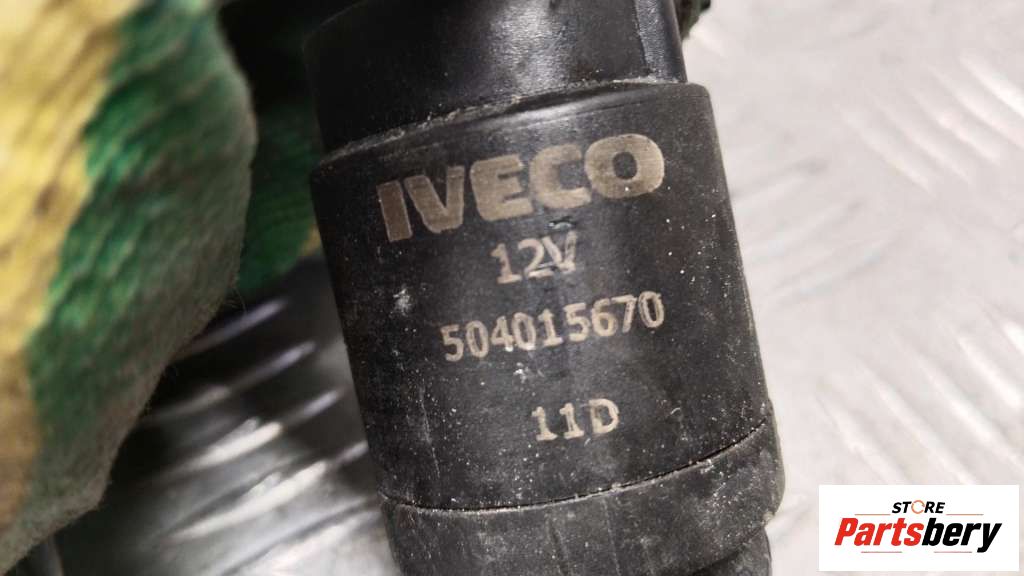 IVECO
12V
504015670
11D
STORE
Partsbery